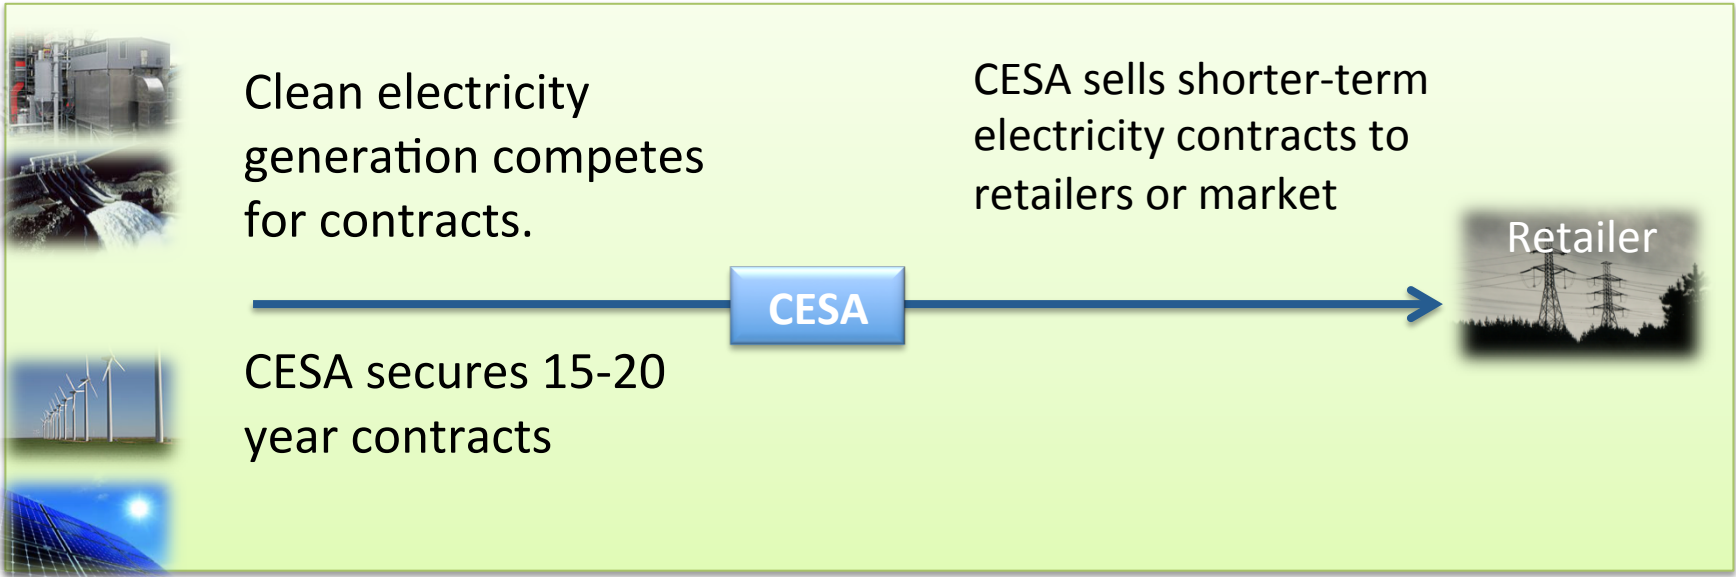 Clean electricity
generation competes
for contracts.
CESA sells shorter-term
electricity contracts to
retailers or market
Retailer
CESA
CESA secures 15-20
year contracts